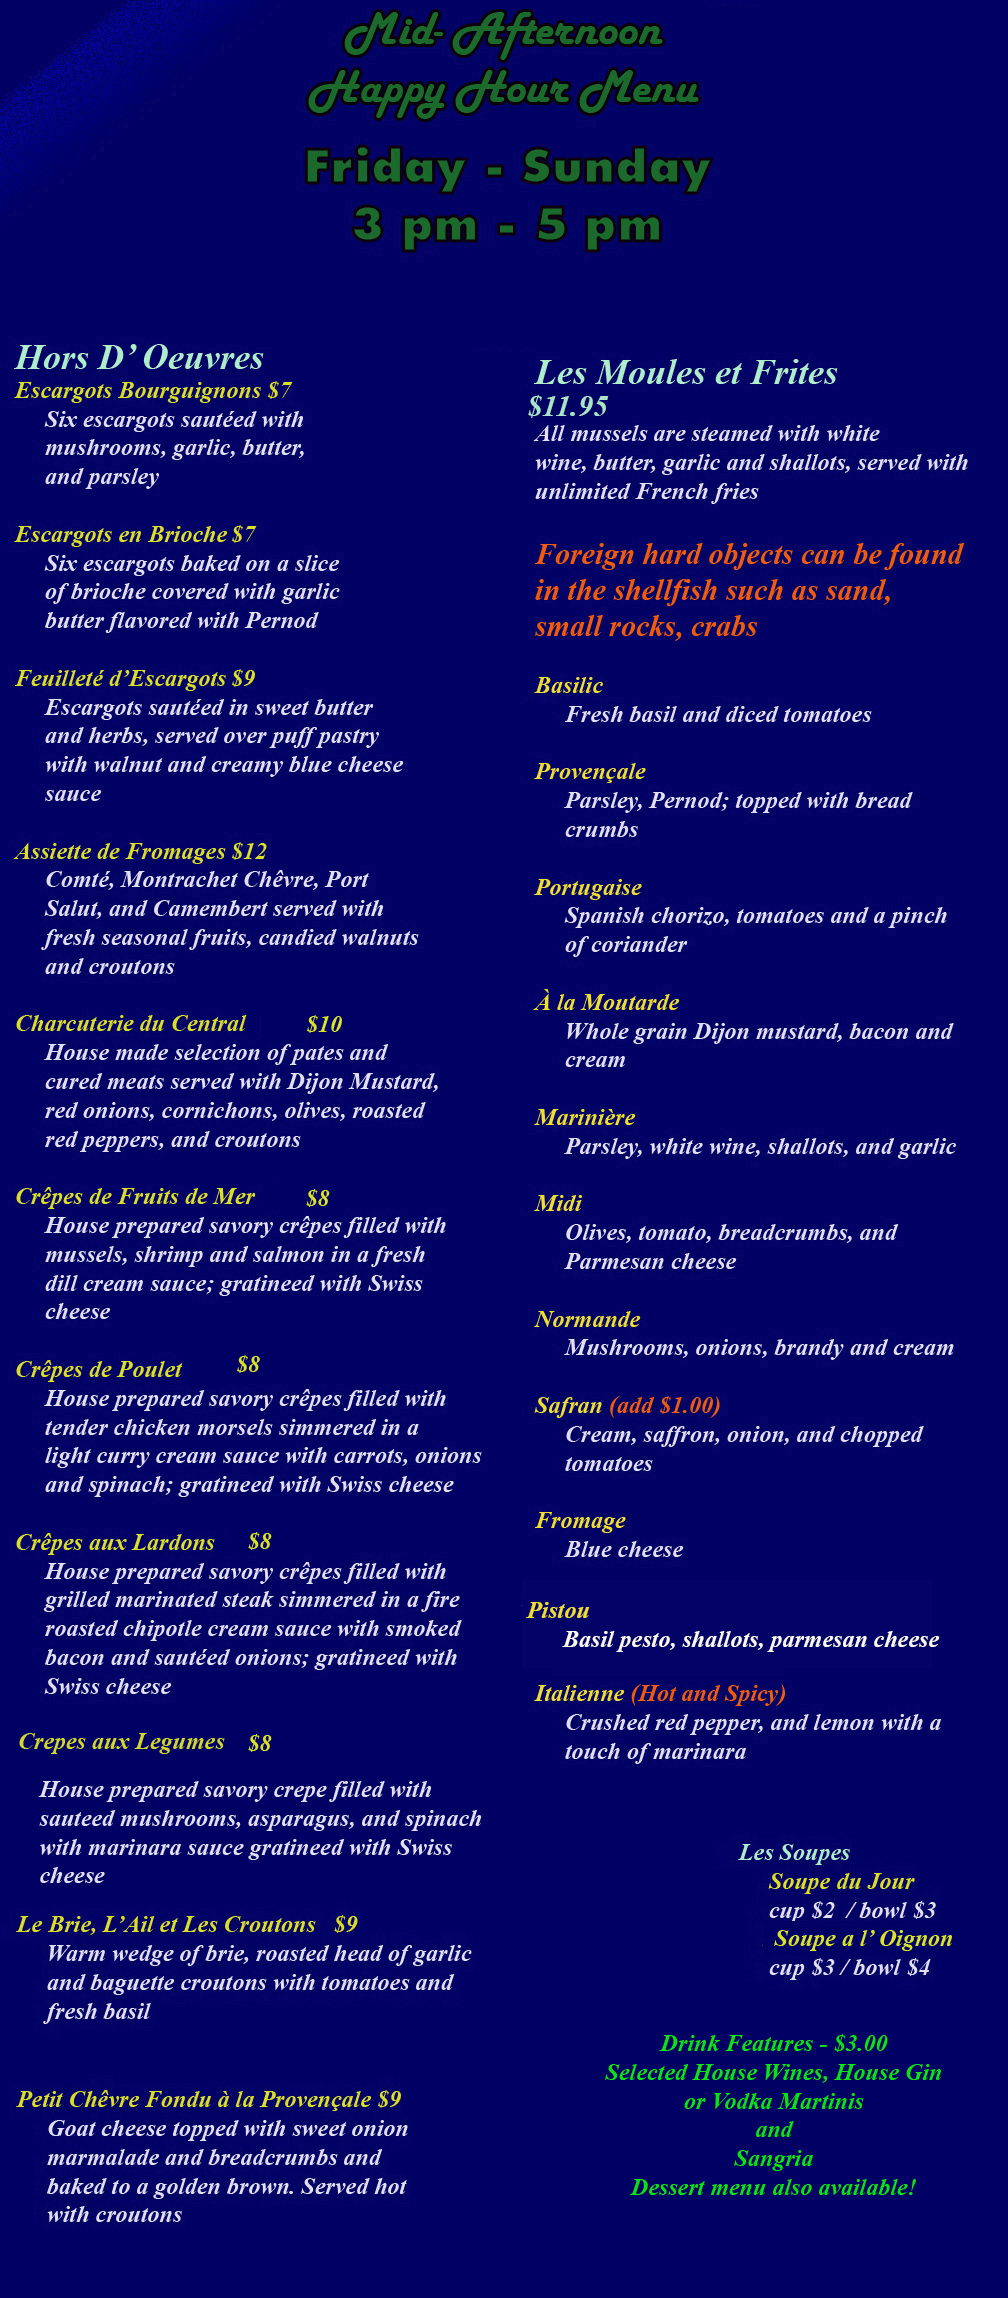 Mid- Afternoon
Happy Hour Menu
Friday - Sunday
3 pm - 5 pm
Hors D’ Oeuvres
Escargots Bourguignons $7
Six escargots sautéed with
mushrooms, garlic, butter,
and parsley
Escargots en Brioche $7
Six escargots baked on a slice
of brioche covered with garlic
butter flavored with Pernod
Feuilleté d’Escargots $9
Escargots sautéed in sweet butter
and herbs, served over puff pastry
with walnut and creamy blue cheese
sauce
Assiette de Fromages $12
Comté, Montrachet Chêvre, Port
Salut, and Camembert served with
fresh seasonal fruits, candied walnuts
and croutons
Charcuterie du Central $10
House made selection of pates and
cured meats served with Dijon Mustard,
red onions, cornichons, olives, roasted
red peppers, and croutons
Crêpes de Fruits de Mer $8
House prepared savory crêpes filled with
mussels, shrimp and salmon in a fresh
dill cream sauce; gratineed with Swiss
cheese
Crêpes de Poulet $8
House prepared savory crêpes filled with
tender chicken morsels simmered in a
light curry cream sauce with carrots, onions
and spinach; gratineed with Swiss cheese
Crêpes aux Lardons $8
House prepared savory crêpes filled with
grilled marinated steak simmered in a fire
roasted chipotle cream sauce with smoked
bacon and sautéed onions; gratineed with
Swiss cheese
Crepes aux Legumes $8
House prepared savory crepe filled with
sauteed mushrooms, asparagus, and spinach
with marinara sauce gratineed with Swiss
cheese
Le Brie, L’Ail et Les Croutons $9
Warm wedge of brie, roasted head of garlic
and baguette croutons with tomatoes and
fresh basil
Petit Chêvre Fondu à la Provençale $9
Goat cheese topped with sweet onion
marmalade and breadcrumbs and
baked to a golden brown. Served hot
with croutons
Les Moules et Frites
$11.95
All mussels are steamed with white
wine, butter, garlic and shallots, served with
unlimited French fries
Foreign hard objects can be found
in the shellfish such as sand,
small rocks, crabs
Basilic
Fresh basil and diced tomatoes
Provençale
Parsley, Pernod; topped with bread
crumbs
Portugaise
Spanish chorizo, tomatoes and a pinch
of coriander
À la Moutarde
Whole grain Dijon mustard, bacon and
cream
Marinière
Parsley, white wine, shallots, and garlic
Midi
Olives, tomato, breadcrumbs, and
Parmesan cheese
Normande
Mushrooms, onions, brandy and cream
Safran (add $1.00)
Cream, saffron, onion, and chopped
tomatoes
Fromage
Blue cheese
Pistou
Basil pesto, shallots, parmesan cheese
Italienne (Hot and Spicy)
Crushed red pepper, and lemon with a
touch of marinara
Les Soupes
Soupe du Jour
cup $2 / bowl $3
Soupe a l’ Oignon
cup $3 / bowl $4
Drink Features - $3.00
Selected House Wines, House Gin
or Vodka Martinis
and
Sangria
Dessert menu also available!